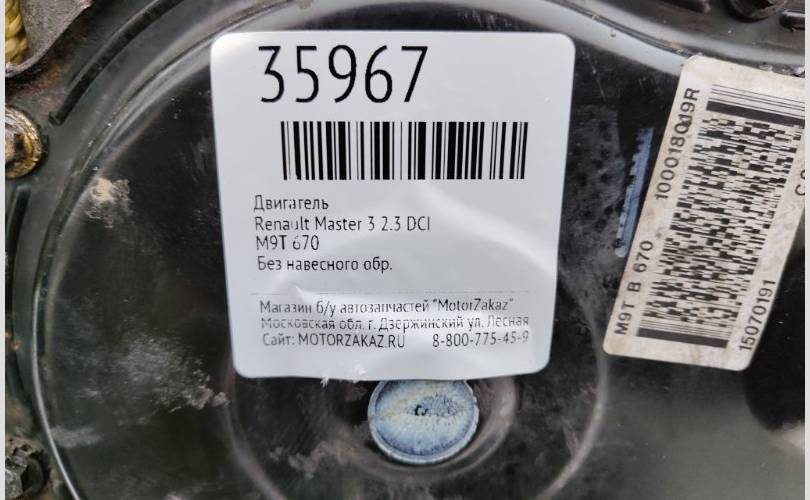 35967
Двигатель
Renault Master 3 2.3 DCI
M9T 670
Без навесного обр.
Магазин б/у автозапчастей "MotorZakaz"
Московская обл. г. Дзержинский ул. Лесная
Сайт: MOTORZAKAZ.RU 8-800-775-45-9
M9T B 670 100018019R
15070191